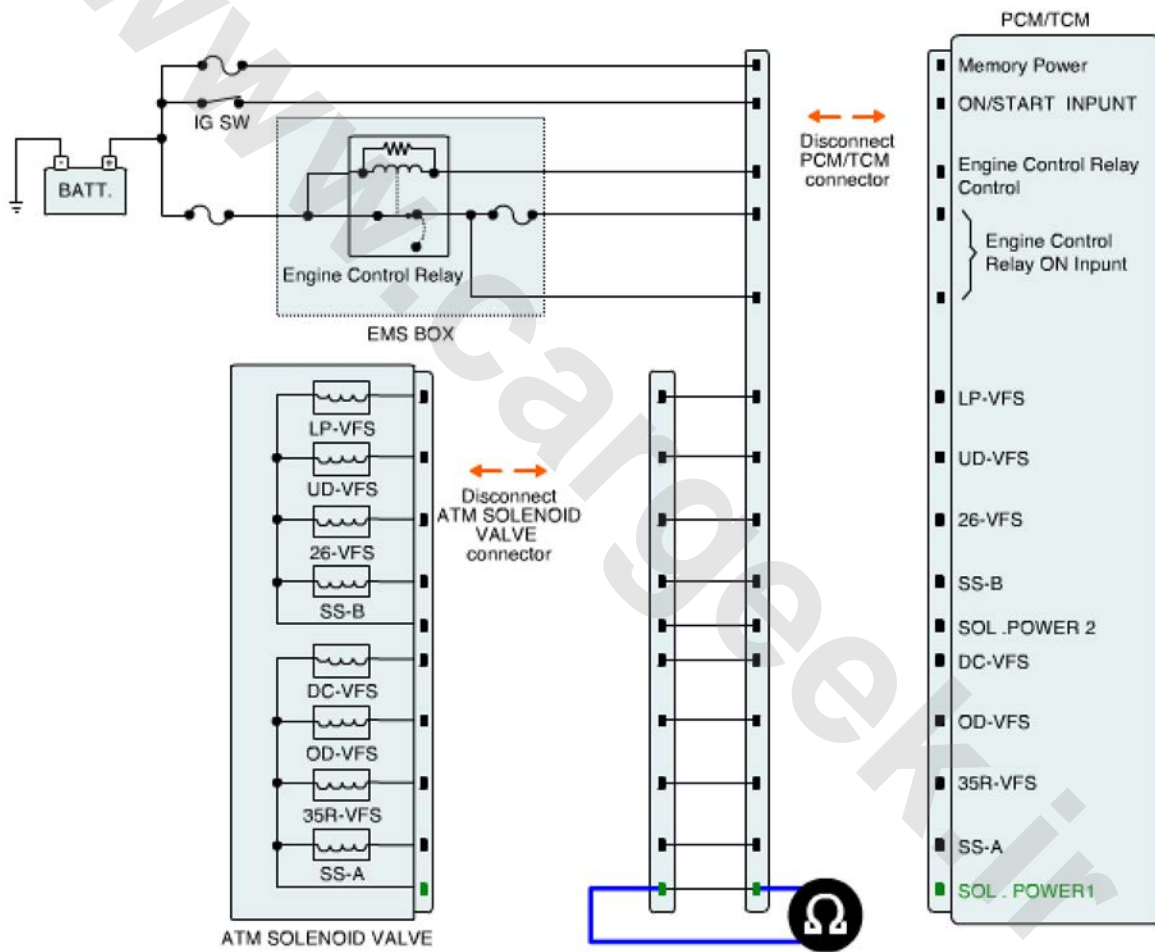 PCM/TCM
Memory Power
IG SW
ON/START INPUNT
Disconnect
PCM/TCM
connector
BATT.
- +
Engine Control Relay
Control
Engine Control Relay
Engine Control
Relay ON Inpunt
EMS BOX
LP-VFS
UD-VFS
26-VFS
SS-B
DC-VFS
OD-VFS
35R-VFS
SS-A
ATM SOLENOID VALVE
Disconnect
ATM SOLENOID
VALVE
connector
LP-VFS
UD-VFS
26-VFS
SS-B
SOL .POWER 2
DC-VFS
OD-VFS
35R-VFS
SS-A
SOL . POWER1
Ω
www.cargeek.ir